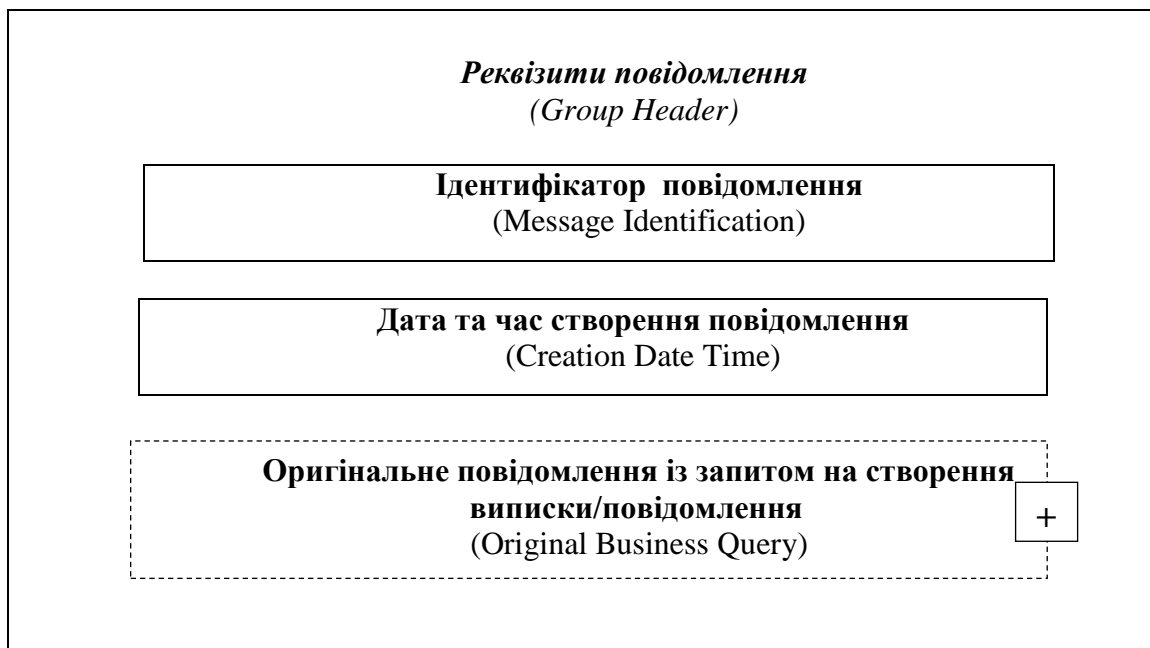 Реквізити повідомлення
(Group Header)
Ідентифікатор повідомлення
(Message Identification)
Дата та час створення повідомлення
(Creation Date Time)
Оригінальне повідомлення із запитом на створення
виписки/повідомлення
+
(Original Business Query)